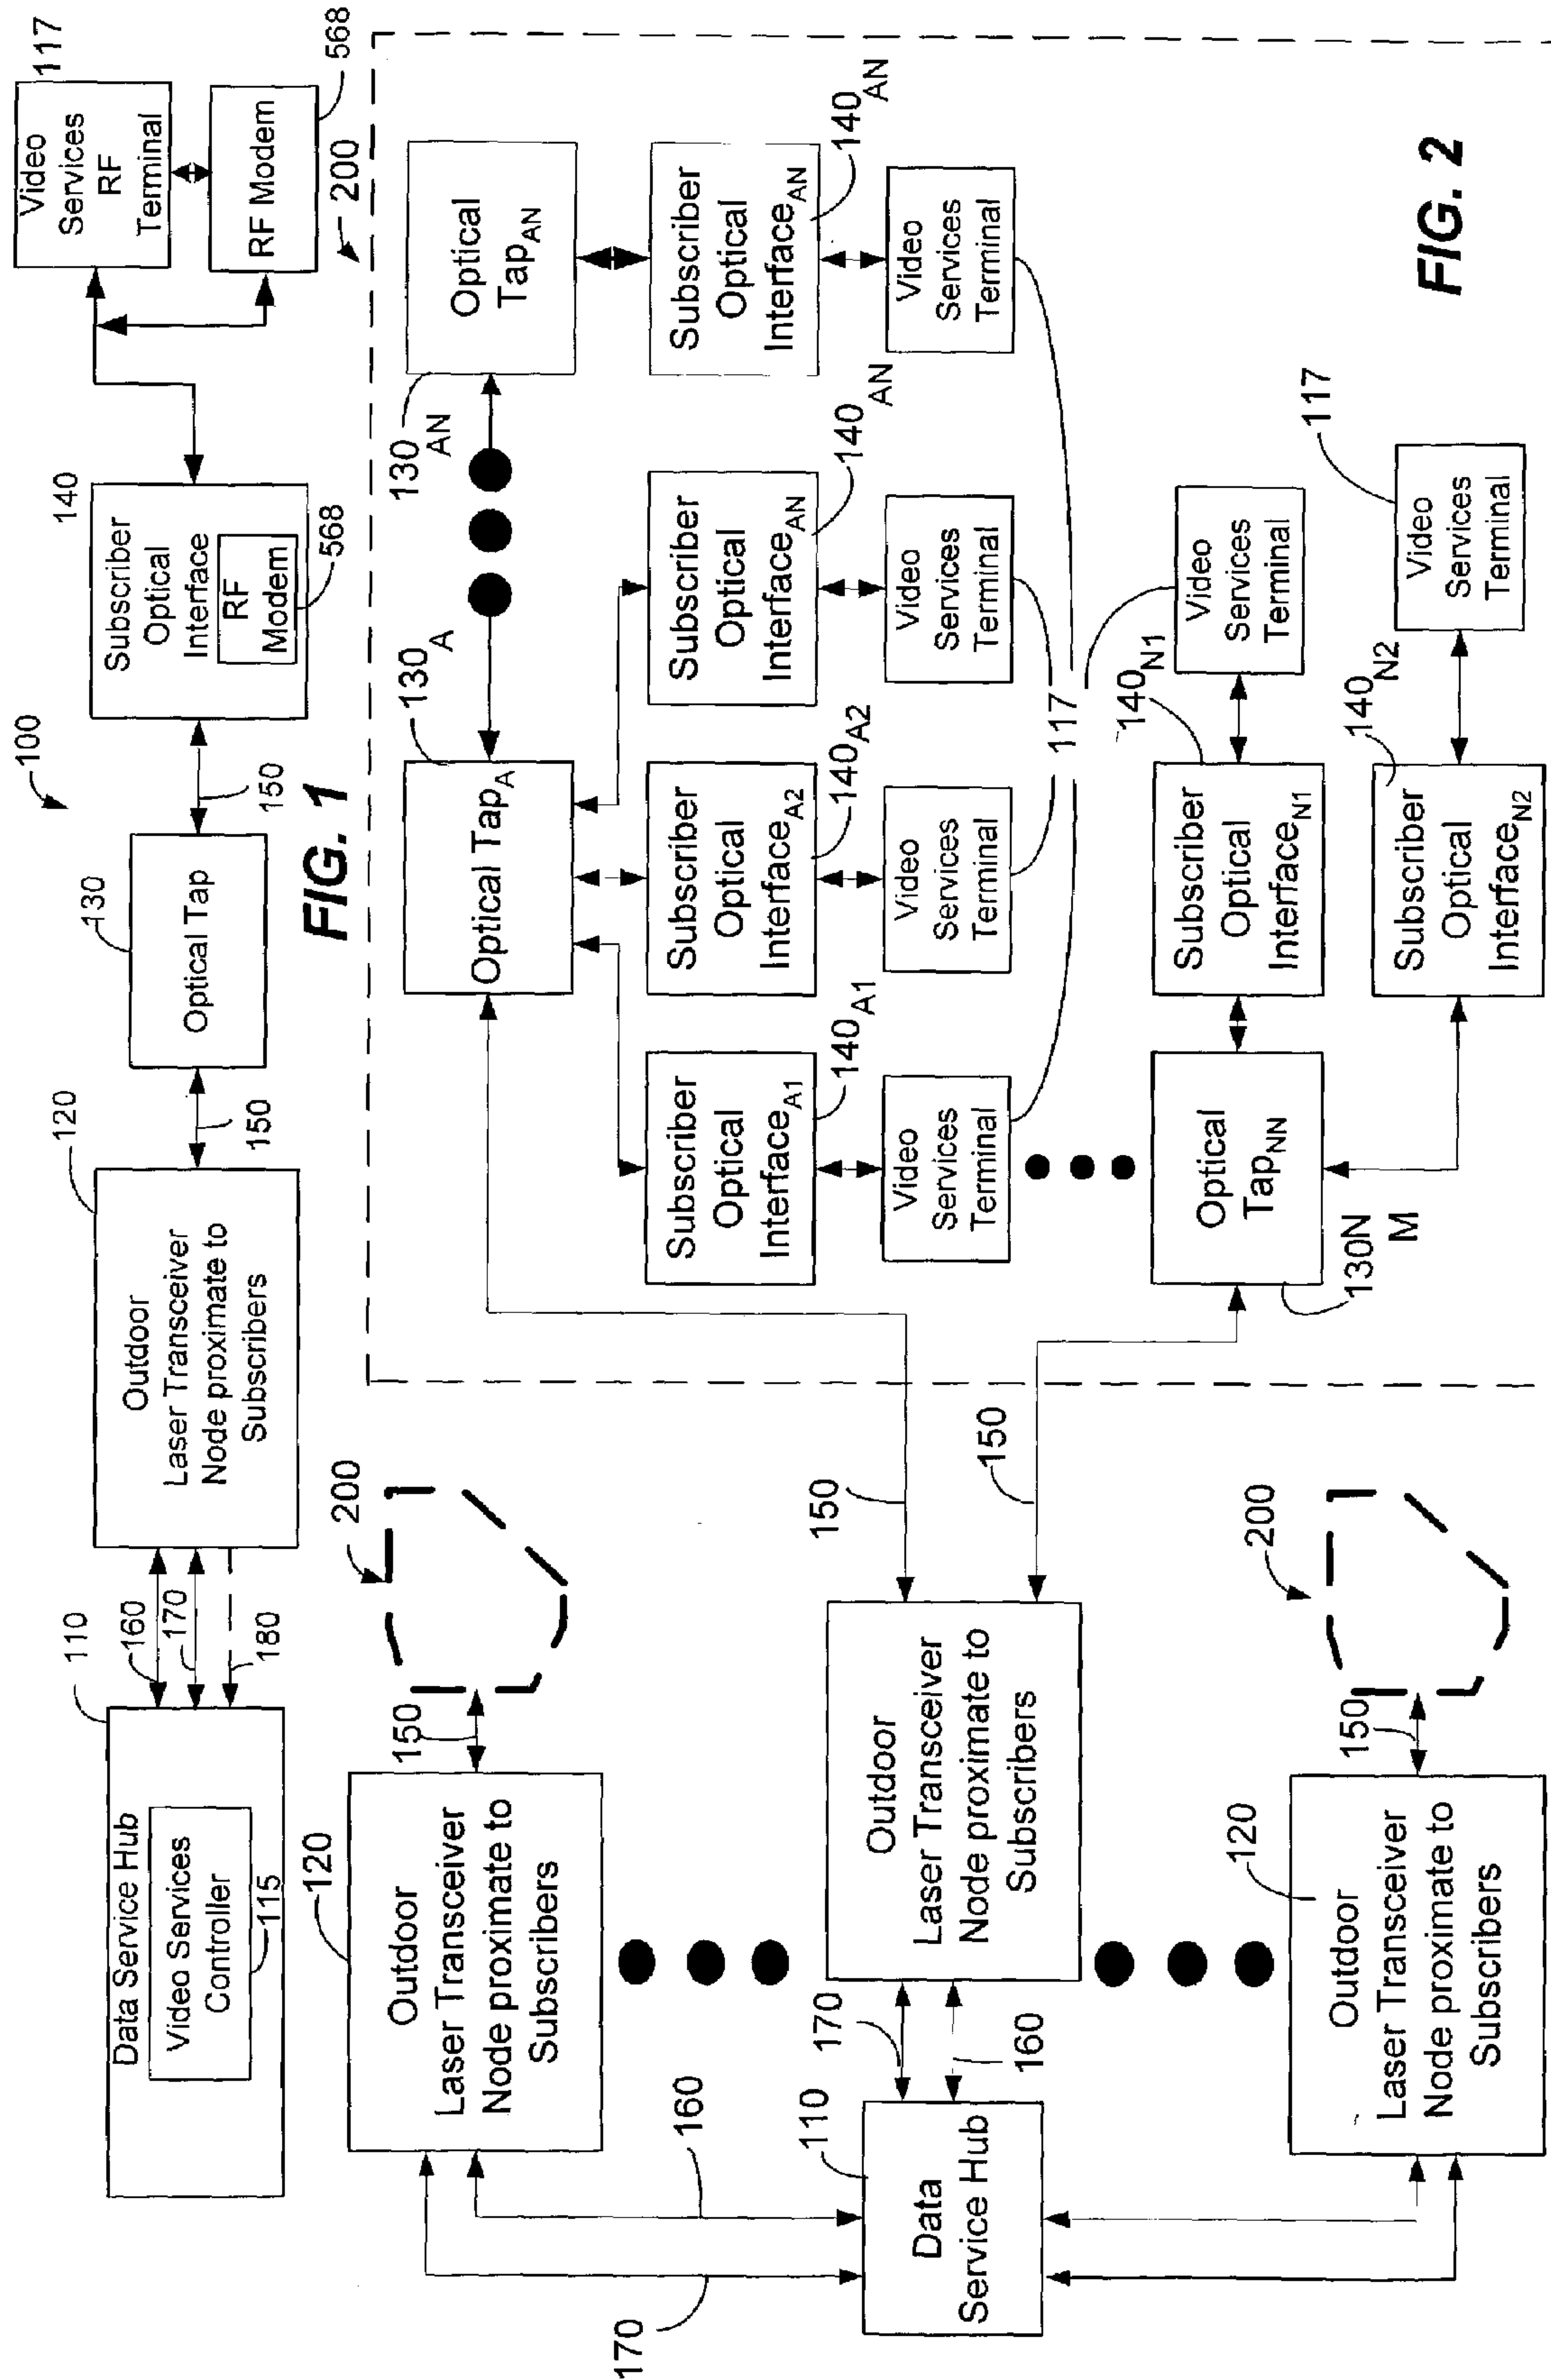 100
110
Data Service Hub
Video Services
Controller
115
160
170
180
120
Outdoor
Laser Transceiver
Node proximate to
Subscribers
150
130
Optical Tap
150
140
Subscriber
Optical
Interface
RF
Modem
568
Video
Services
RF
Terminal
117
RF Modem
568
FIG. 1
200
120
Outdoor
Laser Transceiver
Node proximate to
Subscribers
150
200
160
170
110
Data
Service Hub
170
160
Outdoor
Laser Transceiver
Node proximate to
Subscribers
150
150
120
Outdoor
Laser Transceiver
Node proximate to
Subscribers
150
200
Optical TapA
130A
130AN
Optical
TapAN
Subscriber
Optical
InterfaceA1
140A1
Subscriber
Optical
InterfaceA2
140A2
Subscriber
Optical
InterfaceAN
140AN
Subscriber
Optical
InterfaceAN
140AN
Video
Services
Terminal
Video
Services
Terminal
Video
Services
Terminal
Video
Services
Terminal
117
Optical
TapNN
130N
M
Subscriber
Optical
InterfaceN1
140N1
Video
Services
Terminal
Subscriber
Optical
InterfaceN2
140N2
Video
Services
Terminal
117
FIG. 2